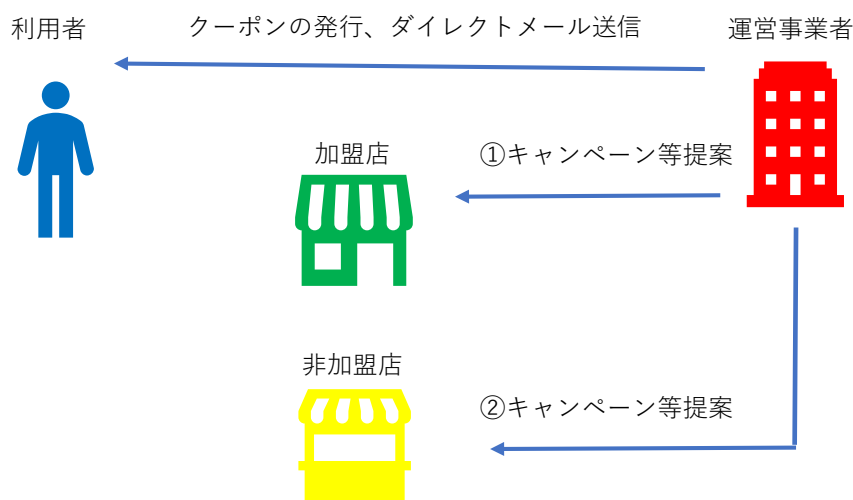 利用者
クーポンの発行、ダイレクトメール送信
運営事業者
加盟店
①キャンペーン等提案
非加盟店
②キャンペーン等提案